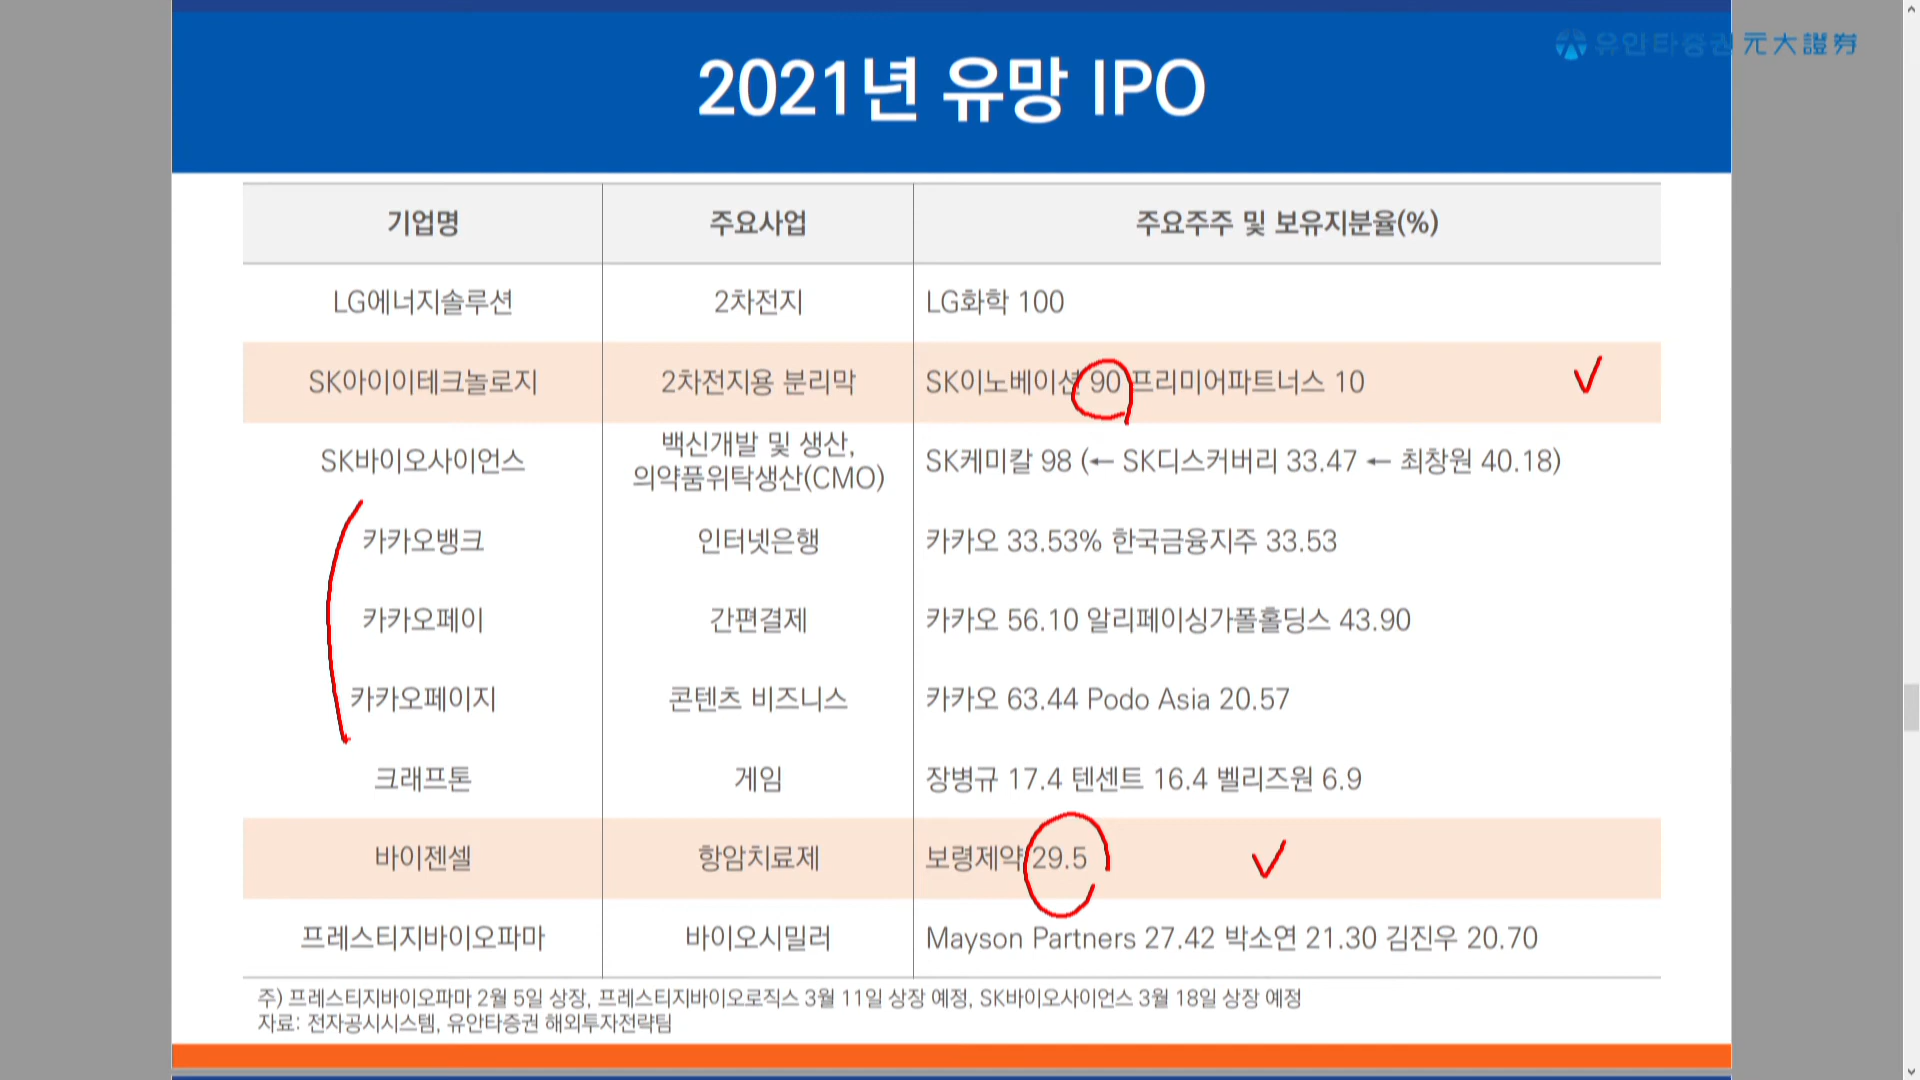 유안타증권 元大證券
2021년 유망 IPO
기업명 주요사업 주요주주 및 보유지분율(%)
LG에너지솔루션 2차전지 LG화학 100
SK아이이테크놀로지 2차전지용 분리막 SK이노베이션 90 프리미어파트너스 10
SK바이오사이언스 백신개발 및 생산,
의약품위탁생산(CMO) SK케미칼 98 (← SK디스커버리 33.47 ← 최창원 40.18)
카카오뱅크 인터넷은행 카카오 33.53% 한국금융지주 33.53
카카오페이 간편결제 카카오 56.10 알리페이싱가폴홀딩스 43.90
카카오페이지 콘텐츠 비즈니스 카카오 63.44 Podo Asia 20.57
크래프톤 게임 장병규 17.4 텐센트 16.4 벨리즈원 6.9
바이젠셀 항암치료제 보령제약 29.5
프레스티지바이오파마 바이오시밀러 Mayson Partners 27.42 박소연 21.30 김진우 20.70
주) 프레스티지바이오파마 2월 5일 상장, 프레스티지바이오로직스 3월 11일 상장 예정, SK바이오사이언스 3월 18일 상장 예정
자료: 전자공시시스템, 유안타증권 해외투자전략팀